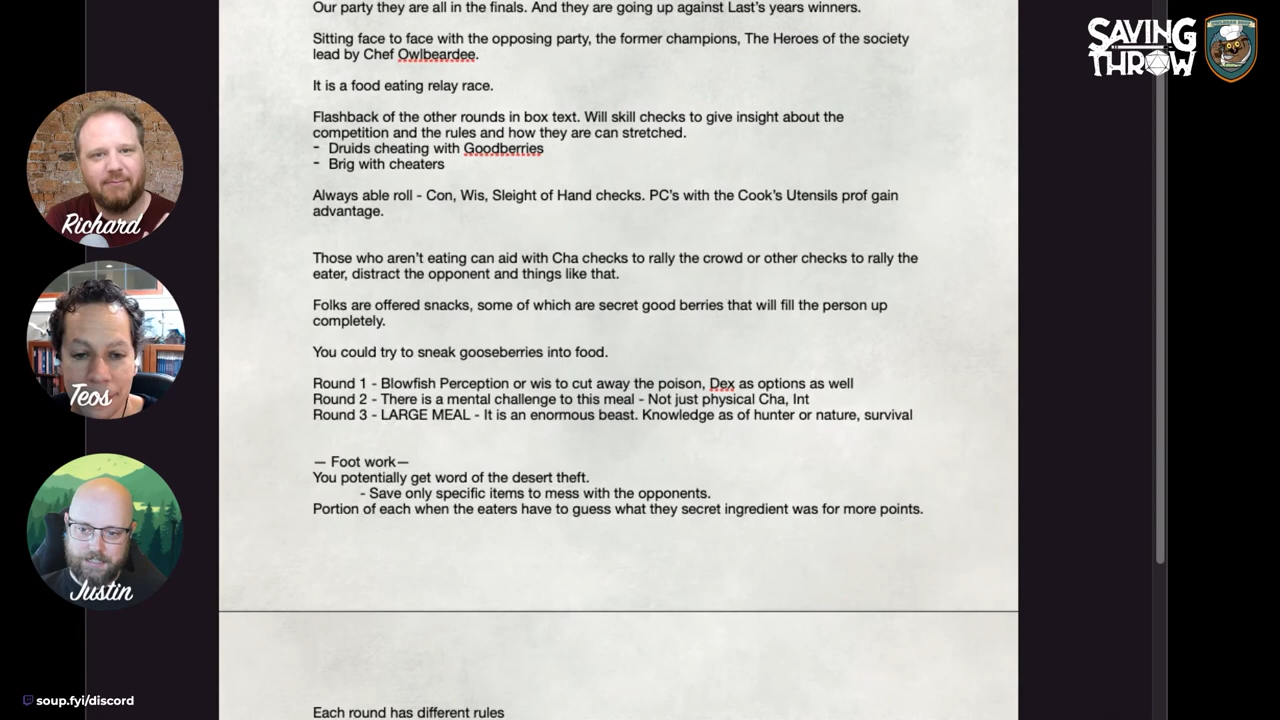 Our party they are all in the finals. And they are going up against Last's years winners.
Sitting face to face with the opposing party, the former champions, The Heroes of the society
lead by Chef Owlbeardee.
It is a food eating relay race.
Flashback of the other rounds in box text. Will skill checks to give insight about the
competition and the rules and how they are can stretched.
- Druids cheating with Goodberries
- Brig with cheaters
Always able roll - Con, Wis, Sleight of Hand checks. PC's with the Cook's Utensils prof gain
advantage.
Those who aren't eating can aid with Cha checks to rally the crowd or other checks to rally the
eater, distract the opponent and things like that.
Folks are offered snacks, some of which are secret good berries that will fill the person up
completely.
You could try to sneak gooseberries into food.
Round 1 - Blowfish Perception or wis to cut away the poison, Dex as options as well
Round 2 - There is a mental challenge to this meal - Not just physical Cha, Int
Round 3 - LARGE MEAL - It is an enormous beast. Knowledge as of hunter or nature, survival
— Foot work—
You potentially get word of the desert theft.
- Save only specific items to mess with the opponents.
Portion of each when the eaters have to guess what they secret ingredient was for more points.
Each round has different rules
Richard
Teos
Justin
soup.fyi/discord
SAVING
THROW